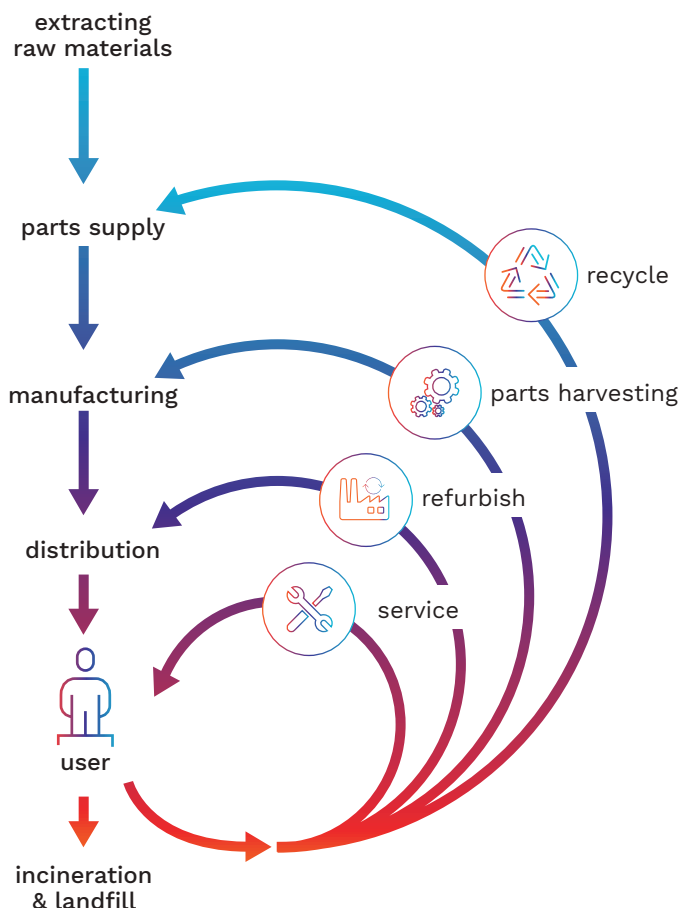 extracting
raw materials
parts supply
recycle
manufacturing
parts harvesting
refurbish
distribution
service
user
incineration
& landfill